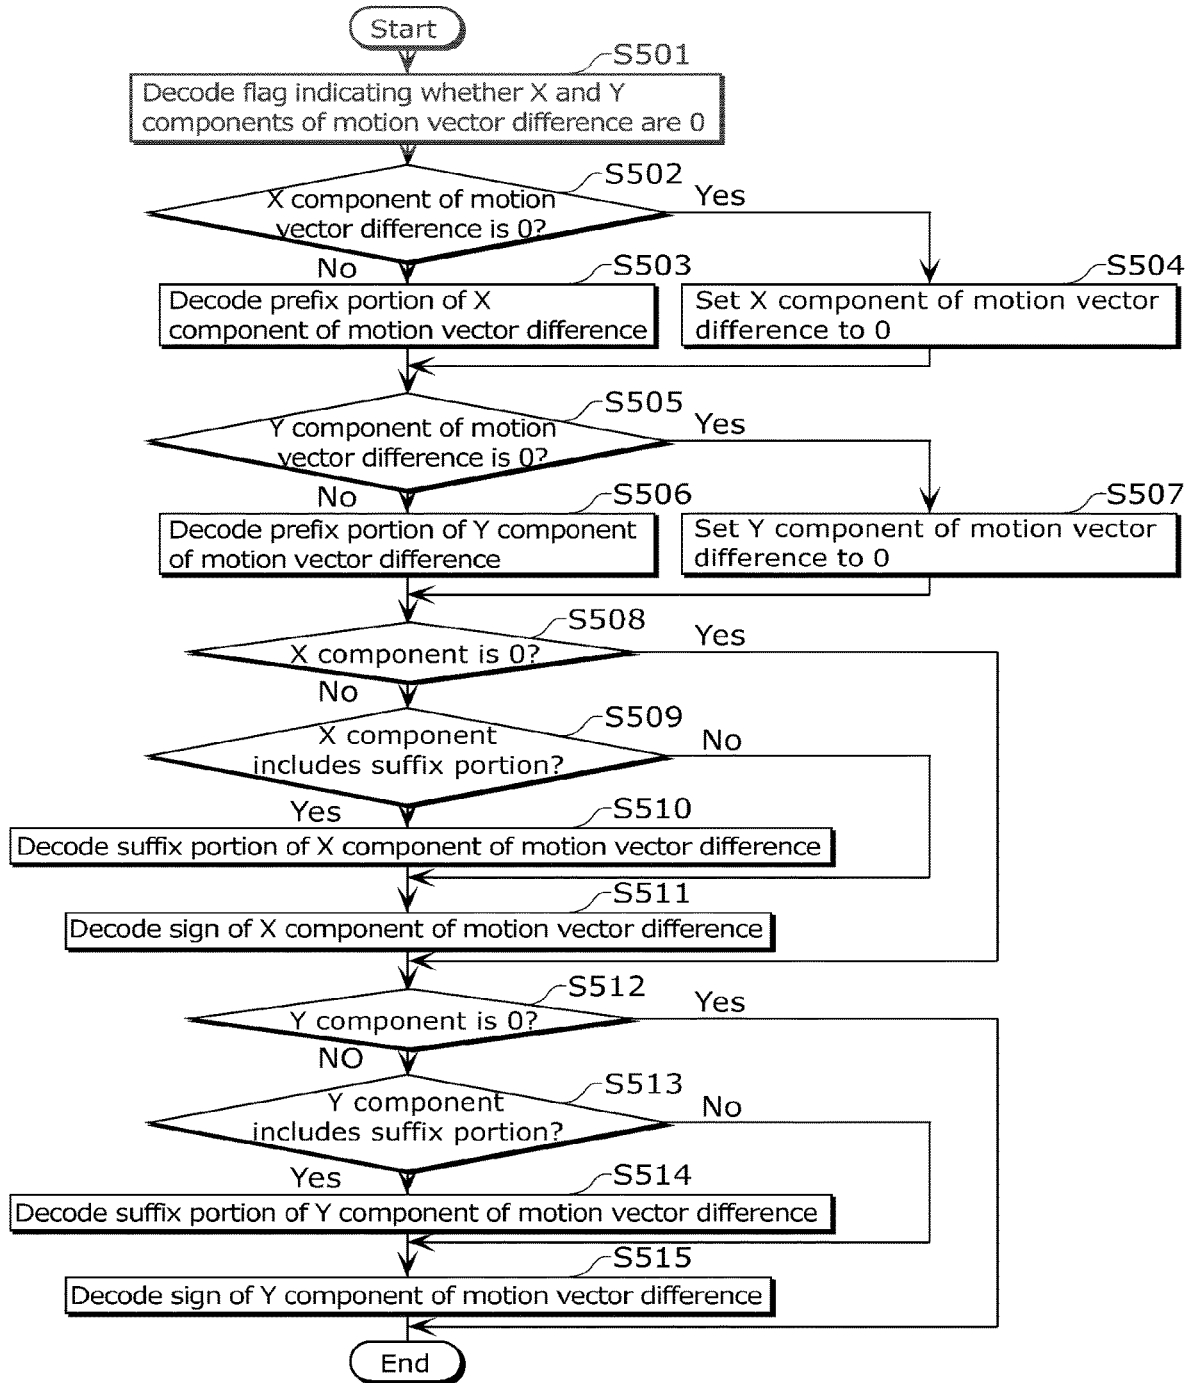 Start
S501
Decode flag indicating whether X and Y
components of motion vector difference are 0
S502
X component of motion
vector difference is 0?
Yes
No
S503
Decode prefix portion of X
component of motion vector difference
S504
Set X component of motion vector
difference to 0
S505
Y component of motion
vector difference is 0?
Yes
No
S506
Decode prefix portion of Y component
of motion vector difference
S507
Set Y component of motion vector
difference to 0
S508
X component is 0?
Yes
No
S509
X component
includes suffix portion?
No
Yes
S510
Decode suffix portion of X component of motion vector difference
S511
Decode sign of X component of motion vector difference
S512
Y component is 0?
Yes
NO
S513
Y component
includes suffix portion?
No
Yes
S514
Decode suffix portion of Y component of motion vector difference
S515
Decode sign of Y component of motion vector difference
End